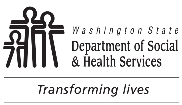 Washington State
Department of Social
& Health Services
Transforming lives